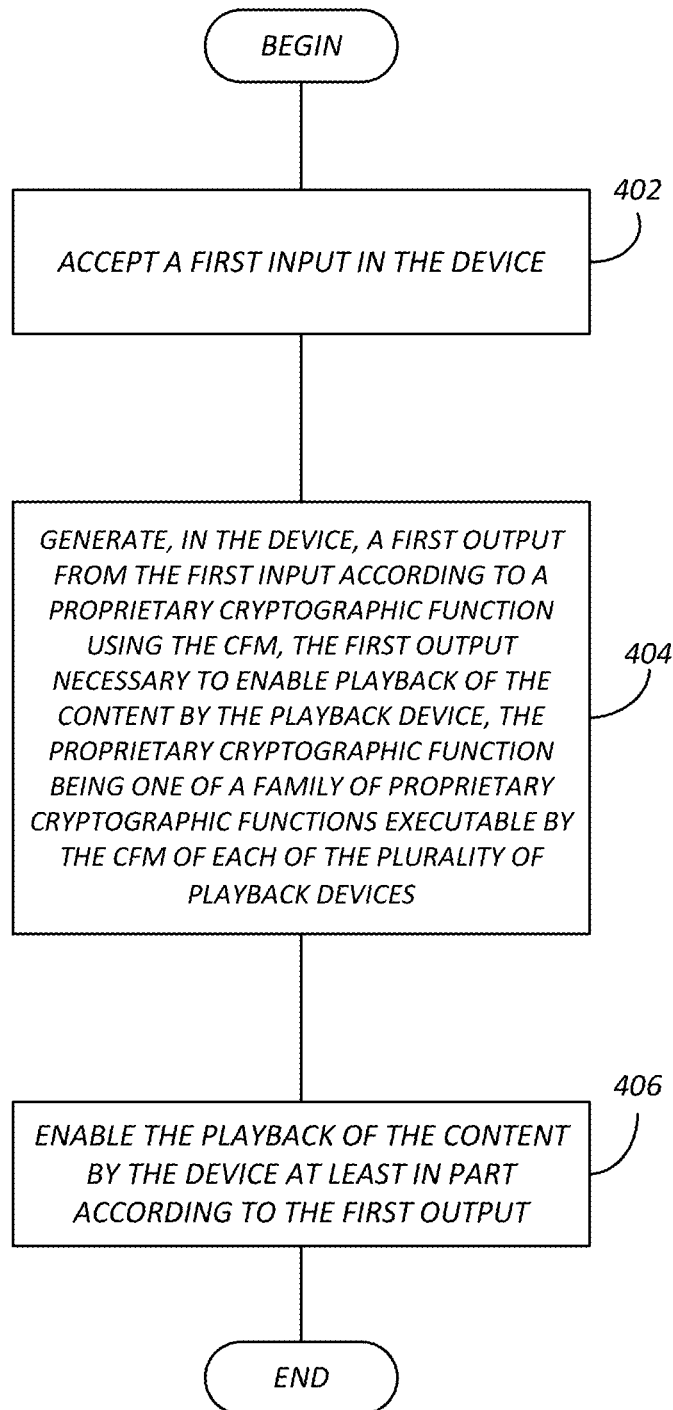 BEGIN
402
ACCEPT A FIRST INPUT IN THE DEVICE
GENERATE, IN THE DEVICE, A FIRST OUTPUT
FROM THE FIRST INPUT ACCORDING TO A
PROPRIETARY CRYPTOGRAPHIC FUNCTION
USING THE CFM, THE FIRST OUTPUT
NECESSARY TO ENABLE PLAYBACK OF THE
CONTENT BY THE PLAYBACK DEVICE, THE
PROPRIETARY CRYPTOGRAPHIC FUNCTION
BEING ONE OF A FAMILY OF PROPRIETARY
CRYPTOGRAPHIC FUNCTIONS EXECUTABLE BY
THE CFM OF EACH OF THE PLURALITY OF
PLAYBACK DEVICES
404
406
ENABLE THE PLAYBACK OF THE CONTENT
BY THE DEVICE AT LEAST IN PART
ACCORDING TO THE FIRST OUTPUT
END